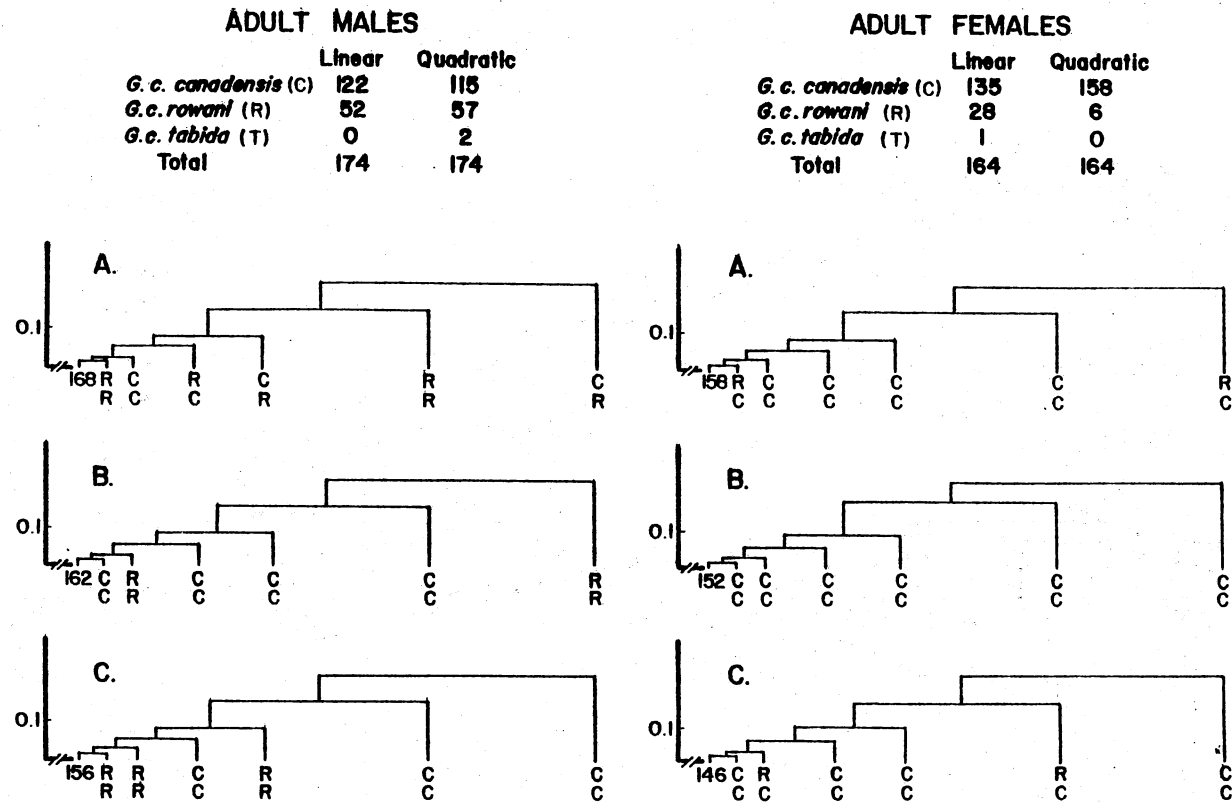 ADULT MALES
Linear Quadratic
G. c. canadensis (C) 122 115
G.c. rowani (R) 52 57
G.c. tabida (T) 0 2
Total 174 174
A.
0.1
168 R C R C R C
R C C R R R
B.
0.1
162 C R C C C R
C R C C C R
C.
0.1
156 R R C R C C
R R C R C C
ADULT FEMALES
Linear Quadratic
G. c. canadensis (C) 135 158
G.c. rowani (R) 28 6
G.c. tabida (T) 1 0
Total 164 164
A.
0.1
158 R C C C C R
C C C C C C
B.
0.1
152 C C C C C C
C C C C C C
C.
0.1
146 C R C C R C
C C C C C C